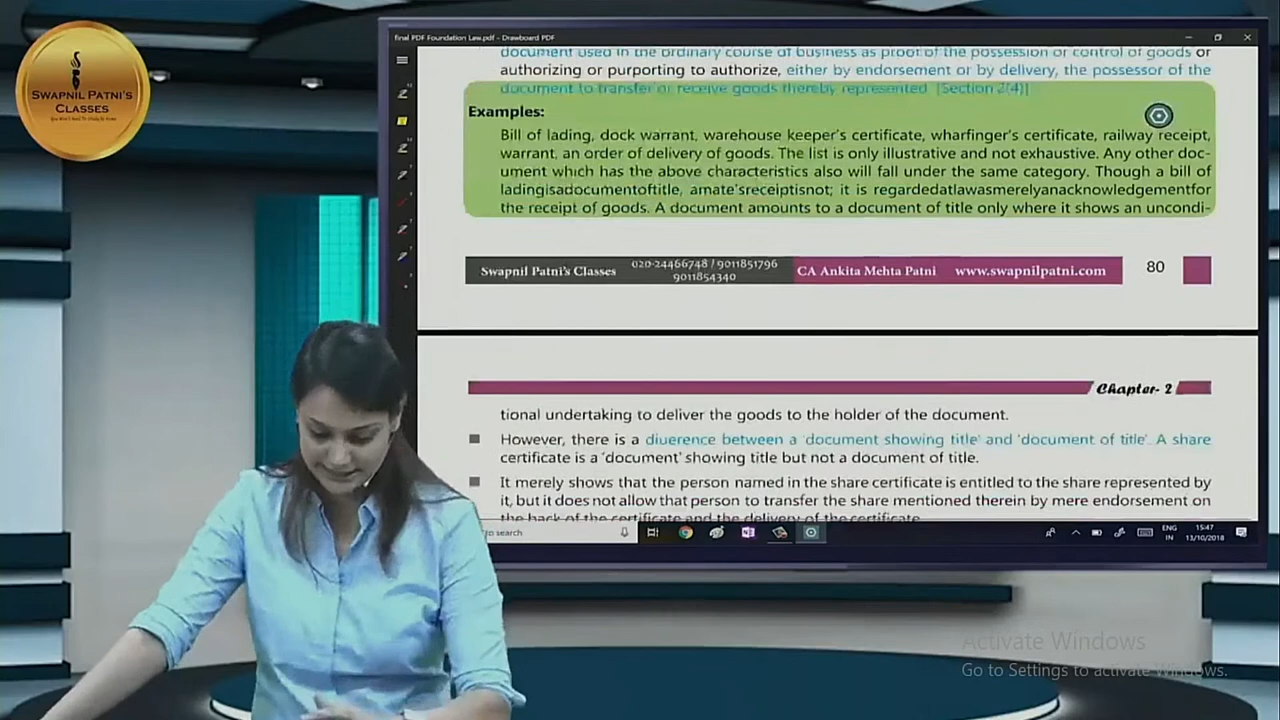 SWAPNIL PATNI'S
CLASSES
final PDF Foundation Law.pdf - Drawboard PDF
document used in the ordinary course of business as proof of the possession or control of goods or
authorizing or purporting to authorize, either by endorsement or by delivery, the possessor of the
document to transfer or receive goods thereby represented. [Section 2(4)]
Examples:
Bill of lading, dock warrant, warehouse keeper's certificate, wharfinger's certificate, railway receipt,
warrant, an order of delivery of goods. The list is only illustrative and not exhaustive. Any other doc-
ument which has the above characteristics also will fall under the same category. Though a bill of
ladingisadocumentoftitle, amate'sreceiptisnot; it is regardedatlawasmerelyanacknowledgementfor
the receipt of goods. A document amounts to a document of title only where it shows an uncondi-
Swapnil Patni's Classes 020-24466748 / 9011851796
9011854340
CA Ankita Mehta Patni www.swapnilpatni.com 80
Chapter- 2
tional undertaking to deliver the goods to the holder of the document.
However, there is a diuerence between a 'document showing title' and 'document of title'. A share
certificate is a 'document' showing title but not a document of title.
It merely shows that the person named in the share certificate is entitled to the share represented by
it, but it does not allow that person to transfer the share mentioned therein by mere endorsement on
the back of the certificate and the delivery of the certificate
to search
ENG
IN
15:47
13/10/2018
Activate Windows
Go to Settings to activate Windows.